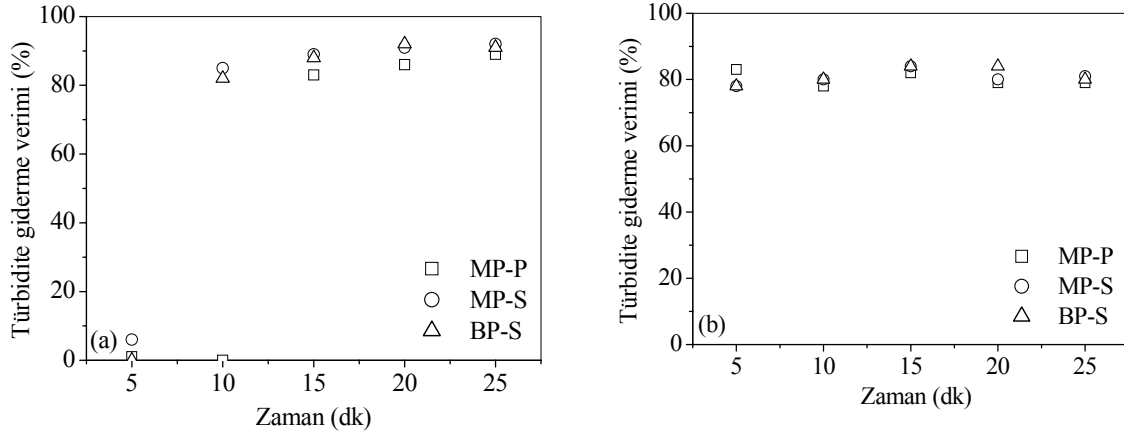 Türbidite giderme verimi (%)
100
80
60
40
20
0
(a)
MP-P
MP-S
BP-S
5 10 15 20 25
Zaman (dk)
Türbidite giderme verimi (%)
100
80
60
40
20
0
(b)
MP-P
MP-S
BP-S
5 10 15 20 25
Zaman (dk)